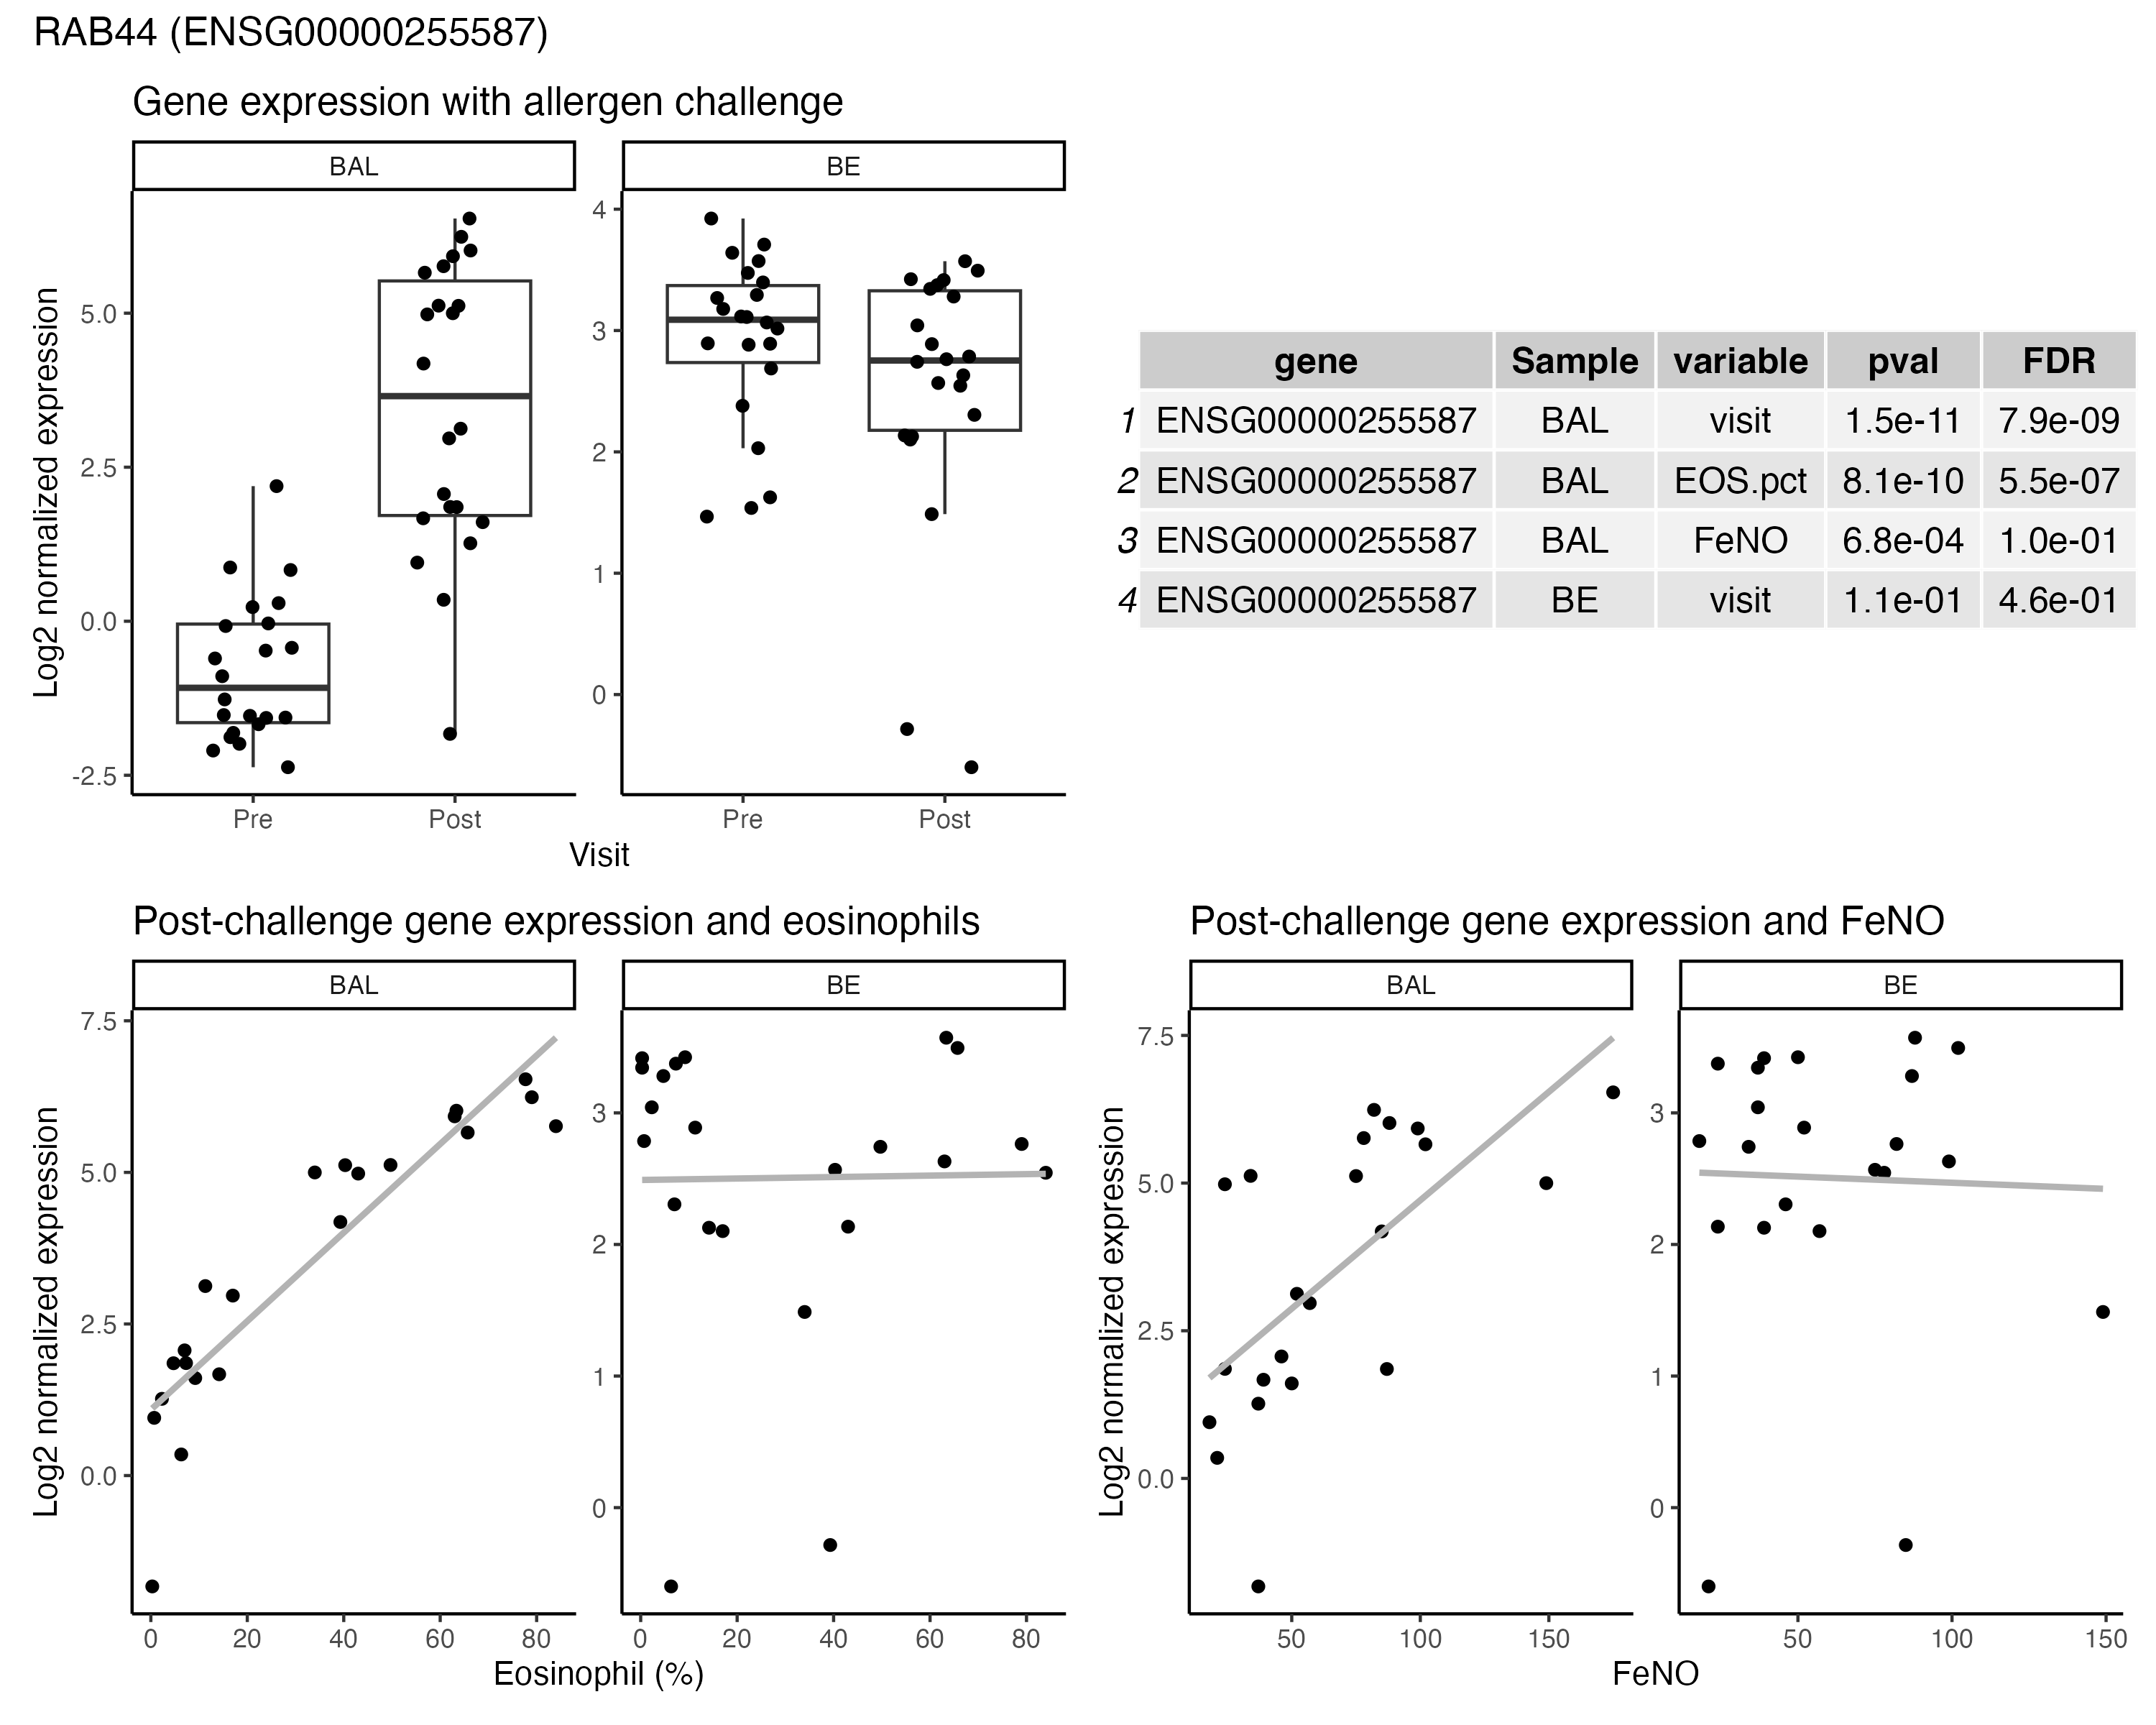 RAB44 (ENSG00000255587)
Gene expression with allergen challenge
BAL
BE
Log2 normalized expression
5.0
2.5
0.0
-2.5
4
3
2
1
0
Pre
Post
Pre
Post
Visit
gene Sample variable pval FDR
1 ENSG00000255587 BAL visit 1.5e-11 7.9e-09
2 ENSG00000255587 BAL EOS.pct 8.1e-10 5.5e-07
3 ENSG00000255587 BAL FeNO 6.8e-04 1.0e-01
4 ENSG00000255587 BE visit 1.1e-01 4.6e-01
Post-challenge gene expression and eosinophils
BAL
BE
Log2 normalized expression
7.5
5.0
2.5
0.0
3
2
1
0
0 20 40 60 80
0 20 40 60 80
Eosinophil (%)
Post-challenge gene expression and FeNO
BAL
BE
Log2 normalized expression
7.5
5.0
2.5
0.0
3
2
1
0
50 100 150
50 100 150
FeNO